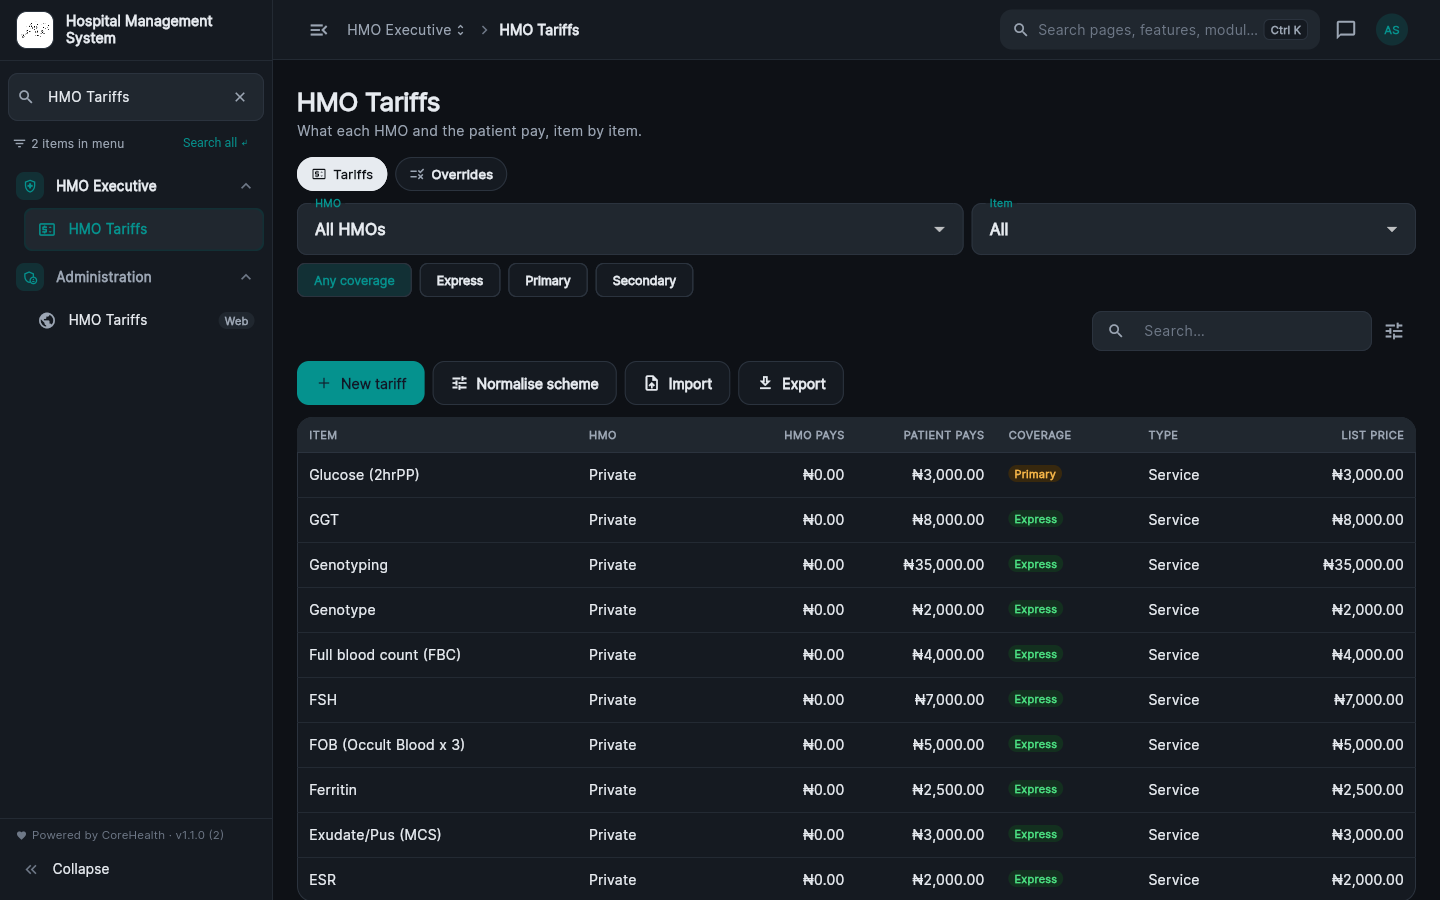 Hospital Management
System
HMO Tariffs
2 items in menu
Search all
HMO Executive
HMO Tariffs
Administration
HMO Tariffs
Web
Powered by CoreHealth · v1.1.0 (2)
Collapse
HMO Executive
HMO Tariffs
Search pages, features, modul...
Ctrl K
AS
HMO Tariffs
What each HMO and the patient pay, item by item.
Tariffs
Overrides
HMO
All HMOs
Item
All
Any coverage
Express
Primary
Secondary
Search...
New tariff
Normalise scheme
Import
Export
ITEM HMO HMO PAYS PATIENT PAYS COVERAGE TYPE LIST PRICE
Glucose (2hrPP) Private ₦0.00 ₦3,000.00 Primary Service ₦3,000.00
GGT Private ₦0.00 ₦8,000.00 Express Service ₦8,000.00
Genotyping Private ₦0.00 ₦35,000.00 Express Service ₦35,000.00
Genotype Private ₦0.00 ₦2,000.00 Express Service ₦2,000.00
Full blood count (FBC) Private ₦0.00 ₦4,000.00 Express Service ₦4,000.00
FSH Private ₦0.00 ₦7,000.00 Express Service ₦7,000.00
FOB (Occult Blood x 3) Private ₦0.00 ₦5,000.00 Express Service ₦5,000.00
Ferritin Private ₦0.00 ₦2,500.00 Express Service ₦2,500.00
Exudate/Pus (MCS) Private ₦0.00 ₦3,000.00 Express Service ₦3,000.00
ESR Private ₦0.00 ₦2,000.00 Express Service ₦2,000.00